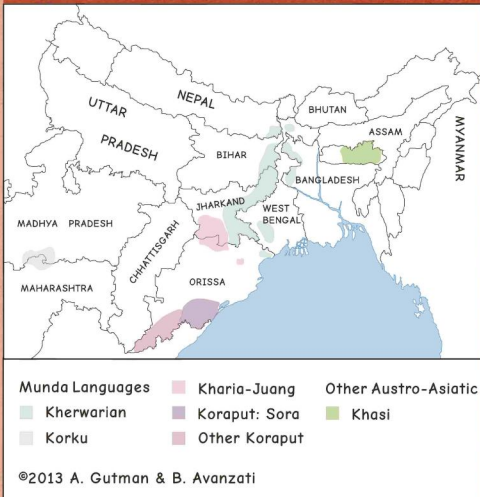 NEPAL
UTTAR
PRADESH
BHUTAN
ASSAM
MYANMAR
BIHAR
BANGLADESH
JHARKAND
WEST
BENGAL
MADHYA PRADESH
CHHATTISGARH
MAHARASHTRA
ORISSA
Munda Languages
Kherwarian
Korku
Kharia-Juang
Koraput: Sora
Other Koraput
Other Austro-Asiatic
Khasi
©2013 A. Gutman & B. Avanzati